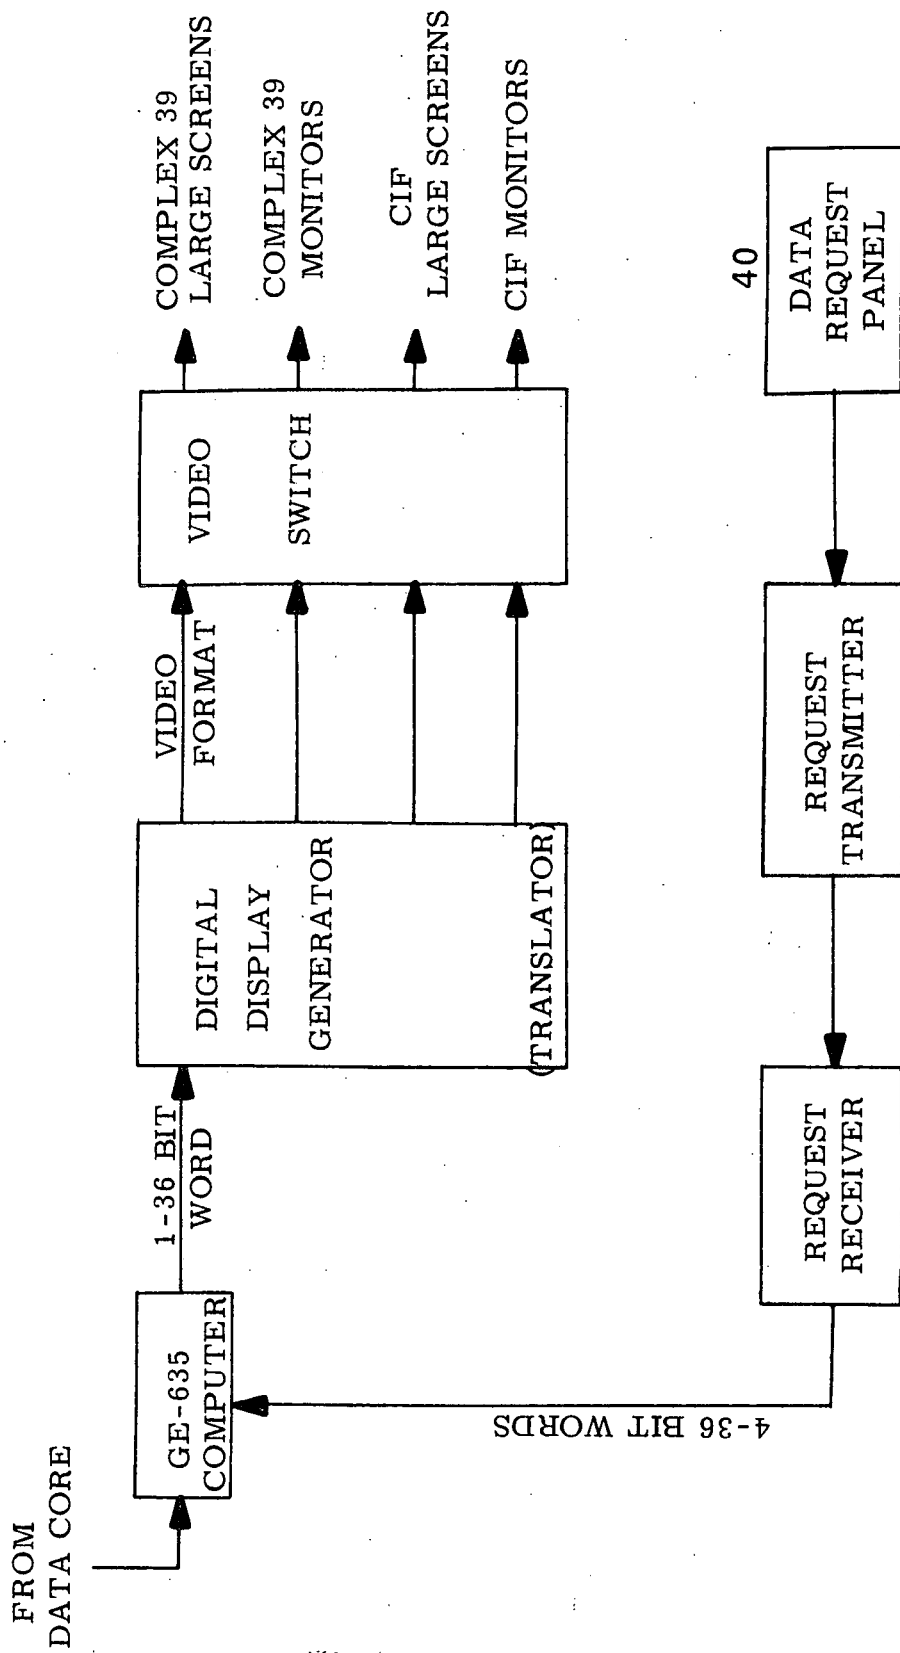 FROM
DATA CORE
GE-635
COMPUTER
1-36 BIT
WORD
DIGITAL
DISPLAY
GENERATOR
(TRANSLATOR)
VIDEO
FORMAT
VIDEO
SWITCH
COMPLEX 39
LARGE SCREENS
COMPLEX 39
MONITORS
CIF
LARGE SCREENS
CIF MONITORS
4-36 BIT WORDS
REQUEST
RECEIVER
REQUEST
TRANSMITTER
40
DATA
REQUEST
PANEL